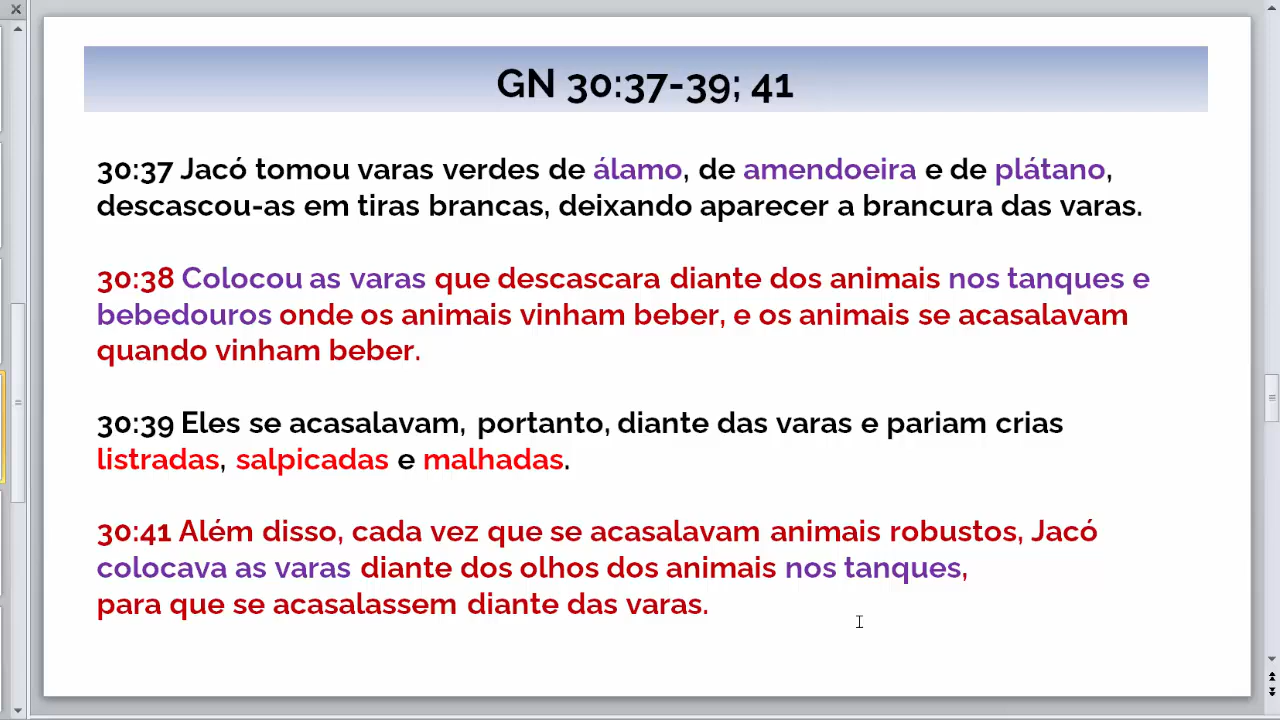 GN 30:37-39; 41
30:37 Jacó tomou varas verdes de álamo, de amendoeira e de plátano,
descascou-as em tiras brancas, deixando aparecer a brancura das varas.
30:38 Colocou as varas que descascara diante dos animais nos tanques e
bebedouros onde os animais vinham beber, e os animais se acasalavam
quando vinham beber.
30:39 Eles se acasalavam, portanto, diante das varas e pariam crias
listradas, salpicadas e malhadas.
30:41 Além disso, cada vez que se acasalavam animais robustos, Jacó
colocava as varas diante dos olhos dos animais nos tanques,
para que se acasalassem diante das varas.